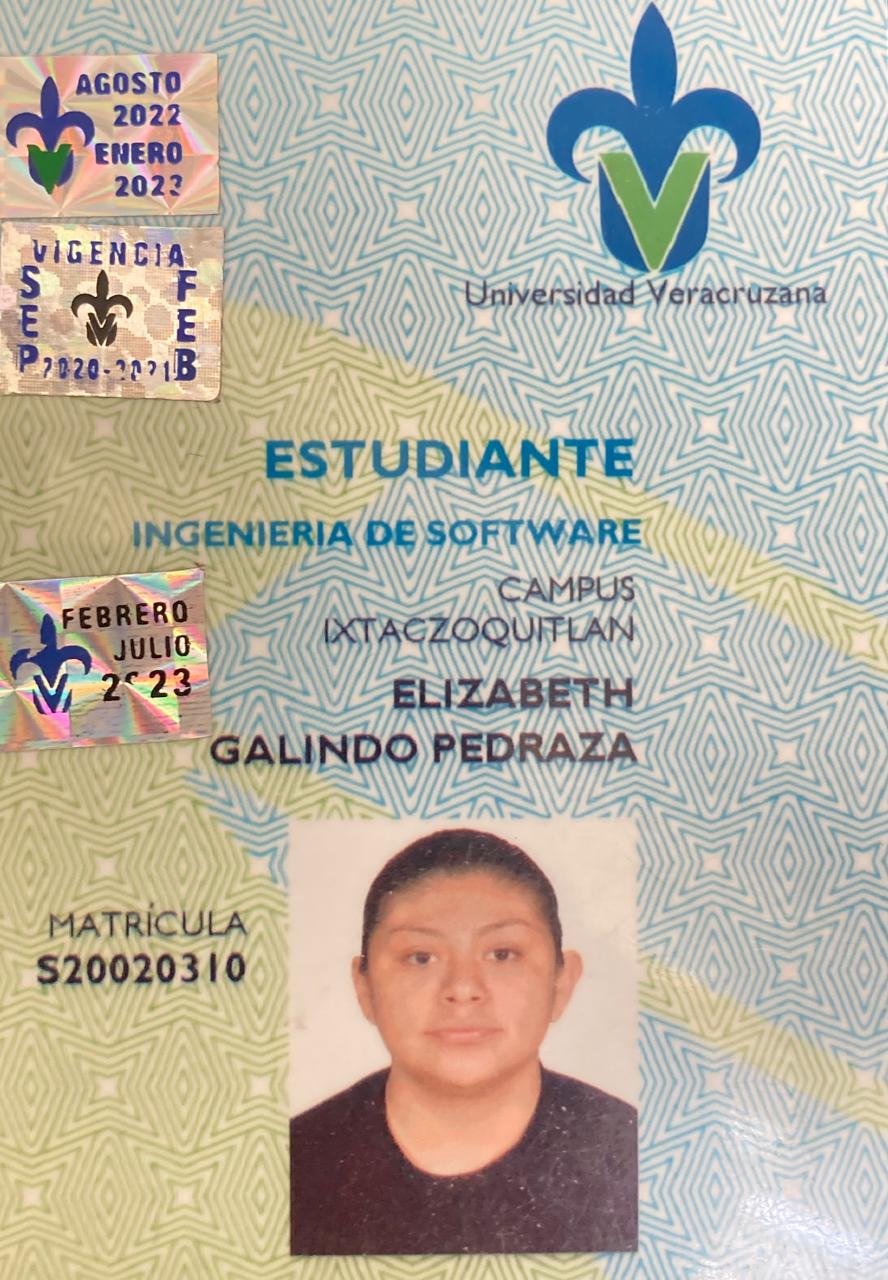 AGOSTO
2022
ENERO
2023
VIGENCIA
SEP
FEB
2020-2021
Universidad Veracruzana
ESTUDIANTE
INGENIERIA DE SOFTWARE
CAMPUS
IXTACZOQUITLAN
FEBRERO
JULIO
2023
ELIZABETH
GALINDO PEDRAZA
MATRÍCULA
S20020310